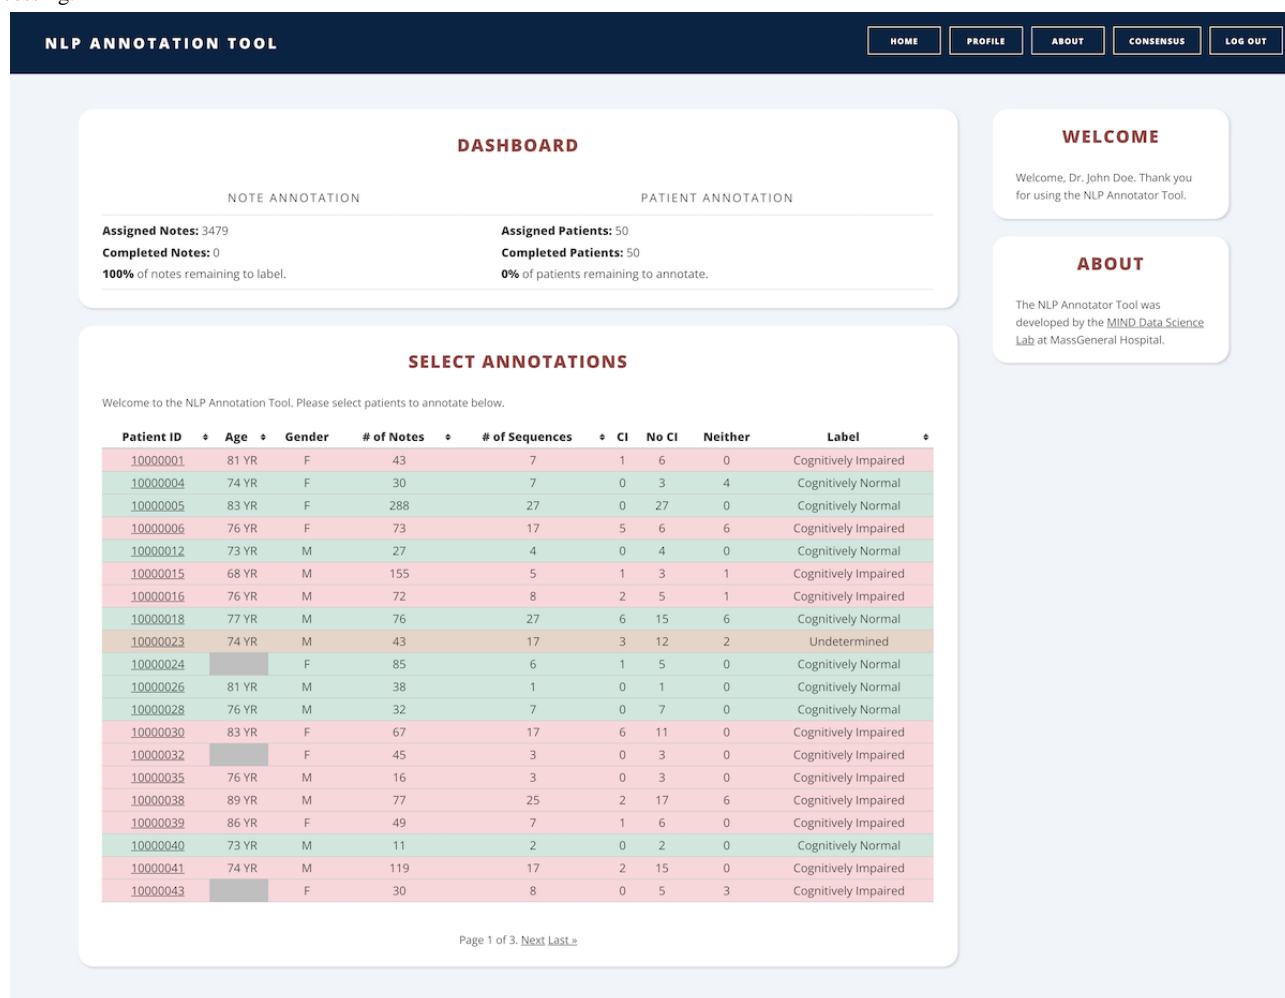 NLP ANNOTATION TOOL
HOME PROFILE ABOUT CONSENSUS LOG OUT
DASHBOARD
NOTE ANNOTATION PATIENT ANNOTATION
Assigned Notes: 3479 Assigned Patients: 50
Completed Notes: 0 Completed Patients: 50
100% of notes remaining to label. 0% of patients remaining to annotate.
SELECT ANNOTATIONS
Welcome to the NLP Annotation Tool. Please select patients to annotate below.
Patient ID Age Gender # of Notes # of Sequences CI No CI Neither Label
10000001 81 YR F 43 7 1 6 0 Cognitively Impaired
10000004 74 YR F 30 7 0 3 4 Cognitively Normal
10000005 83 YR F 288 27 0 27 0 Cognitively Normal
10000006 76 YR F 73 17 5 6 6 Cognitively Impaired
10000012 73 YR M 27 4 0 4 0 Cognitively Normal
10000015 68 YR M 155 5 1 3 1 Cognitively Impaired
10000016 76 YR M 72 8 2 5 1 Cognitively Impaired
10000018 77 YR M 76 27 6 15 6 Cognitively Normal
10000023 74 YR M 43 17 3 12 2 Undetermined
10000024 F 85 6 1 5 0 Cognitively Normal
10000026 81 YR M 38 1 0 1 0 Cognitively Normal
10000028 76 YR M 32 7 0 7 0 Cognitively Normal
10000030 83 YR F 67 17 6 11 0 Cognitively Impaired
10000032 F 45 3 0 3 0 Cognitively Impaired
10000035 76 YR M 16 3 0 3 0 Cognitively Impaired
10000038 89 YR M 77 25 2 17 6 Cognitively Impaired
10000039 86 YR F 49 7 1 6 0 Cognitively Impaired
10000040 73 YR M 11 2 0 2 0 Cognitively Normal
10000041 74 YR M 119 17 2 15 0 Cognitively Impaired
10000043 F 30 8 0 5 3 Cognitively Impaired
Page 1 of 3. Next Last »
WELCOME
Welcome, Dr. John Doe. Thank you
for using the NLP Annotator Tool.
ABOUT
The NLP Annotator Tool was
developed by the MIND Data Science
Lab at MassGeneral Hospital.